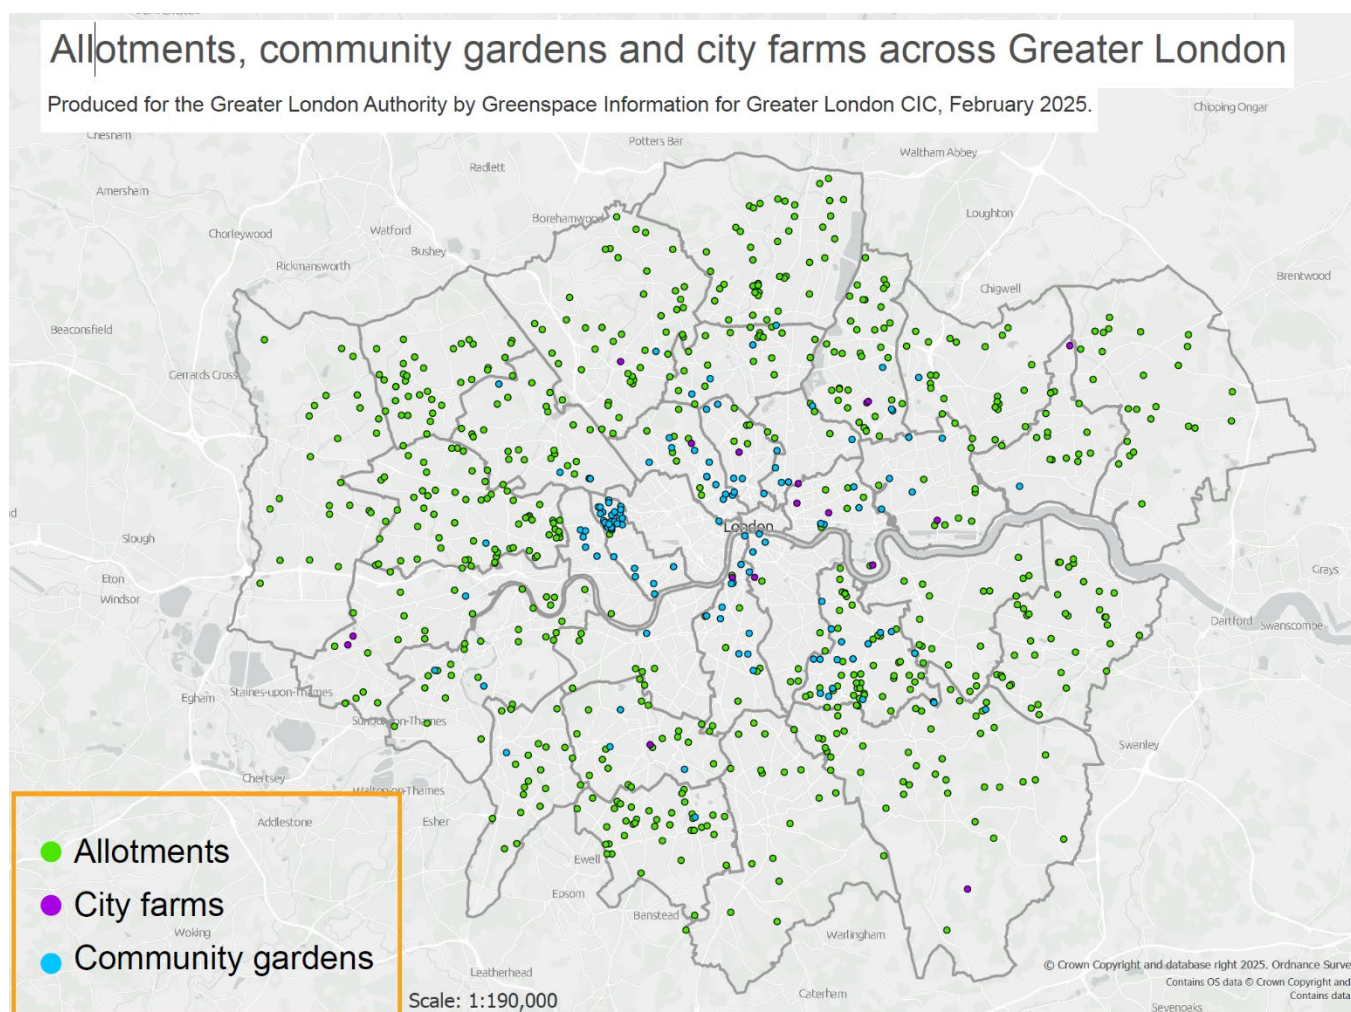 Allotments, community gardens and city farms across Greater London
Produced for the Greater London Authority by Greenspace Information for Greater London CIC, February 2025.
Chipping Ongar
Chesham
Potters Bar
Waltham Abbey
Radlett
Amersham
Loughton
Borehamwood
Chorleywood
Watford
Bushey
Rickmansworth
Brentwood
Chigwell
Beaconsfield
Gerrards Cross
London
Slough
Eton
Windsor
Grays
Dartford
Swanscombe
Egham
Staines-upon-Thames
Sunbury-on-Thames
Swanley
Chertsey
Walton-on-Thames
Addlestone
Esher
Allotments
Ewell
Epsom
City farms
Banstead
Woking
Warlingham
Community gardens
Leatherhead
© Crown Copyright and database right 2025. Ordnance Surve
Contains OS data © Crown Copyright and
Contains data
Caterham
Scale: 1:190,000
Sevenoaks